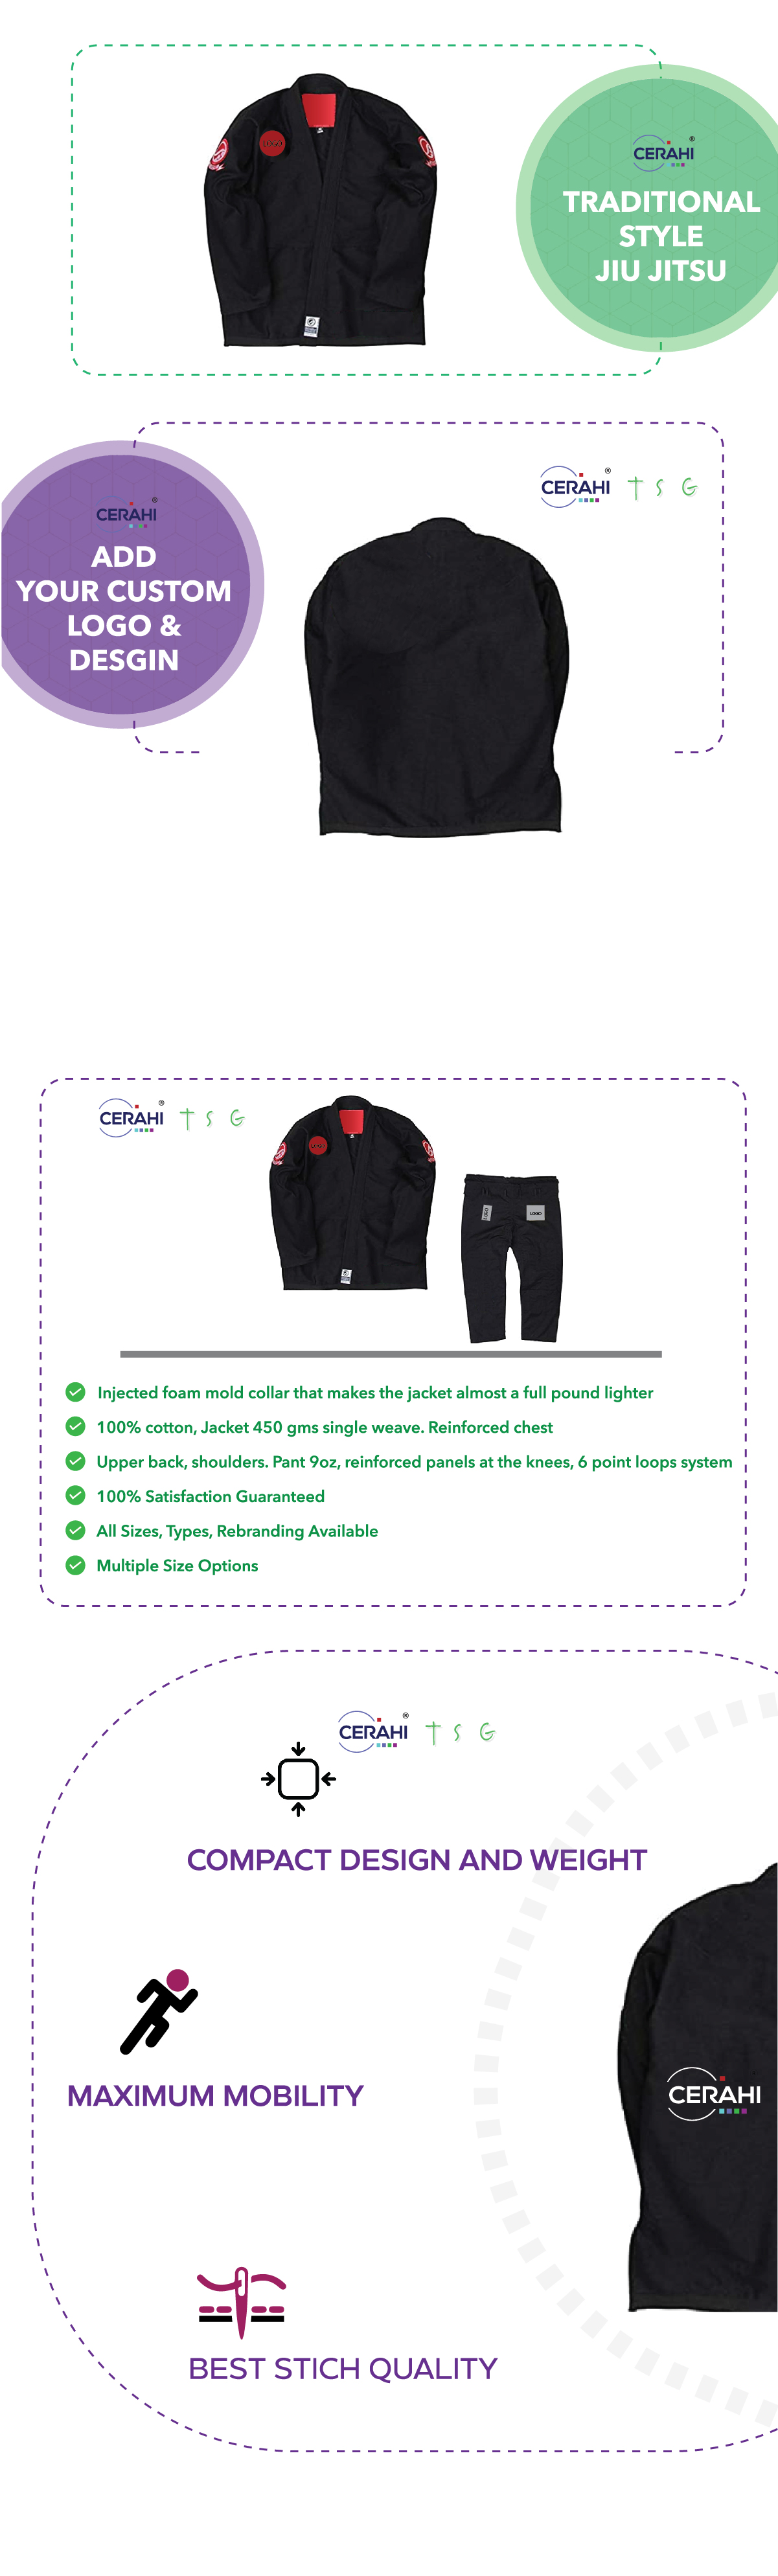 LOGO
CERAHI ®
TRADITIONAL
STYLE
JIU JITSU
CERAHI ® T S G
CERAHI ®
ADD
YOUR CUSTOM
LOGO &
DESGIN
CERAHI ® T S G
LOGO
LOGO
LOGO
Injected foam mold collar that makes the jacket almost a full pound lighter
100% cotton, Jacket 450 gms single weave. Reinforced chest
Upper back, shoulders. Pant 9oz, reinforced panels at the knees, 6 point loops system
100% Satisfaction Guaranteed
All Sizes, Types, Rebranding Available
Multiple Size Options
CERAHI ® T S G
COMPACT DESIGN AND WEIGHT
MAXIMUM MOBILITY
CERAHI
BEST STICH QUALITY